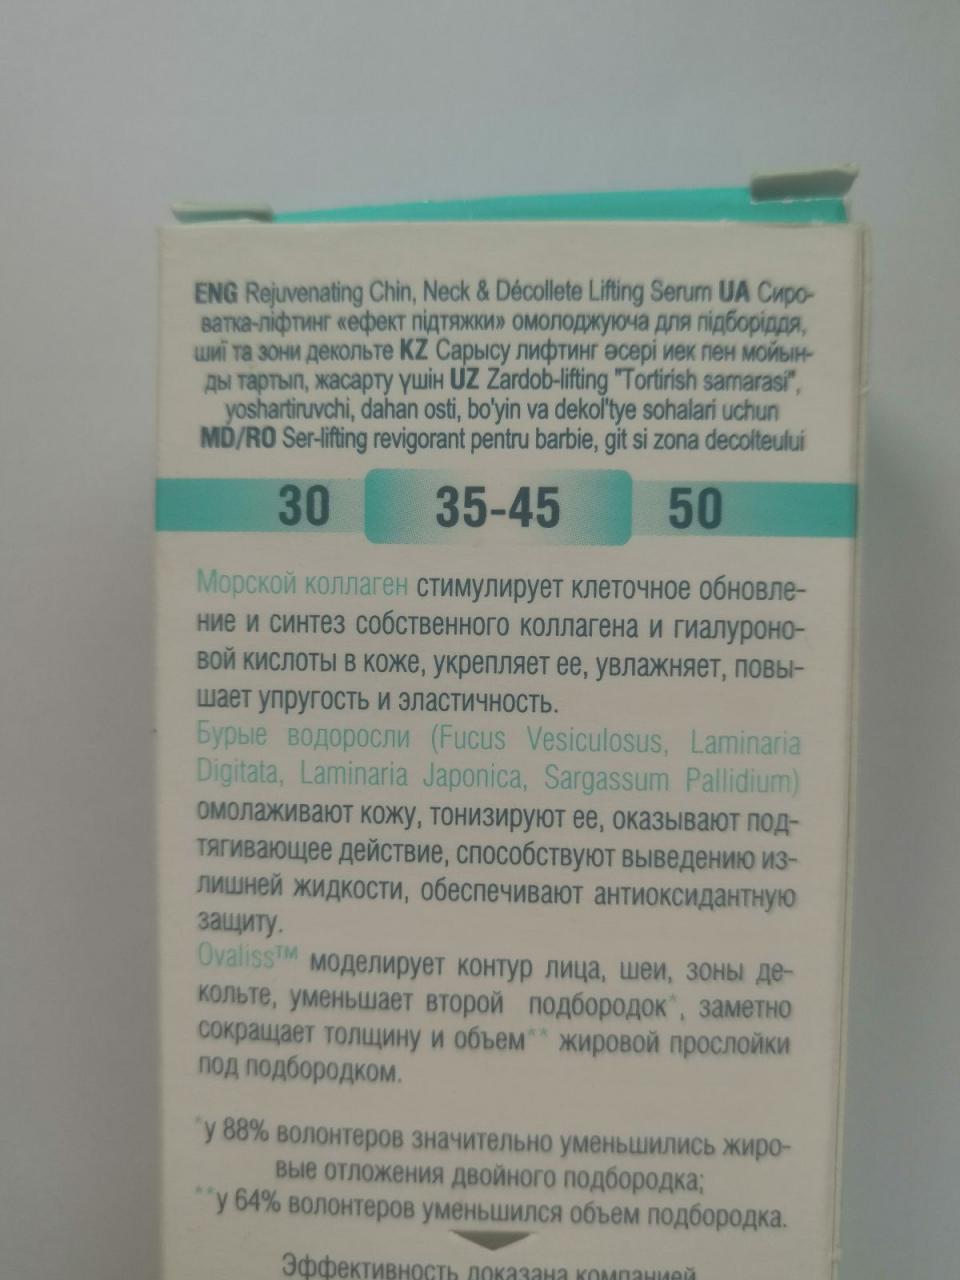 ENG Rejuvenating Chin, Neck & Décollete Lifting Serum UA Сиро-
ватка-ліфтинг «ефект підтяжки» омолоджуюча для підборіддя,
шиї та зони декольте KZ Сарысу лифтинг әсері иек пен мойын-
ды тартып, жасарту үшін UZ Zardob-lifting "Tortirish samarasi",
yoshartiruvchi, dahan osti, bo'yin va dekol'tye sohalari uchun
MD/RO Ser-lifting revigorant pentru barbie, git si zona decolteului
30 35-45 50
Морской коллаген стимулирует клеточное обновле-
ние и синтез собственного коллагена и гиалуроно-
вой кислоты в коже, укрепляет ее, увлажняет, повы-
шает упругость и эластичность.
Бурые водоросли (Fucus Vesiculosus, Laminaria
Digitata, Laminaria Japonica, Sargassum Pallidium)
омолаживают кожу, тонизируют ее, оказывают под-
тягивающее действие, способствуют выведению из-
лишней жидкости, обеспечивают антиоксидантную
защиту.
Ovaliss™ моделирует контур лица, шеи, зоны де-
кольте, уменьшает второй подбородок*, заметно
сокращает толщину и объем** жировой прослойки
под подбородком.
*у 88% волонтеров значительно уменьшились жиро-
вые отложения двойного подбородка;
**у 64% волонтеров уменьшился объем подбородка.
Эффективность доказана компанией